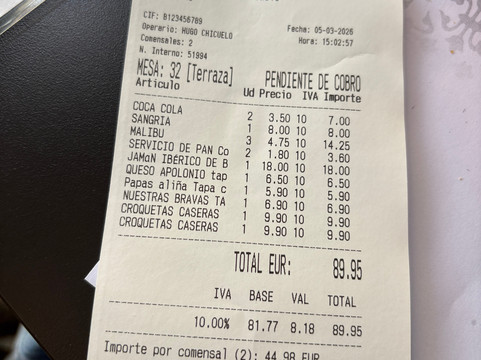 CIF: B123456789
Operario: HUGO CHICUELO Fecha: 05-03-2026
Comensales: 2 Hora: 15:02:57
N. Interno: 51994
MESA: 32 [Terraza] PENDIENTE DE COBRO
Artículo Ud Precio IVA Importe
COCA COLA 2 3.50 10 7.00
SANGRIA 1 8.00 10 8.00
MALIBU 3 4.75 10 14.25
SERVICIO DE PAN Co 2 1.80 10 3.60
JAMaN IBÉRICO DE B 1 18.00 10 18.00
QUESO APOLONIO tap 1 6.50 10 6.50
Papas aliña Tapa c 1 5.90 10 5.90
NUESTRAS BRAVAS TA 1 6.90 10 6.90
CROQUETAS CASERAS 1 9.90 10 9.90
CROQUETAS CASERAS 1 9.90 10 9.90
TOTAL EUR: 89.95
IVA BASE VAL TOTAL
10.00% 81.77 8.18 89.95
Importe por comensal (2): 44.98 EUR